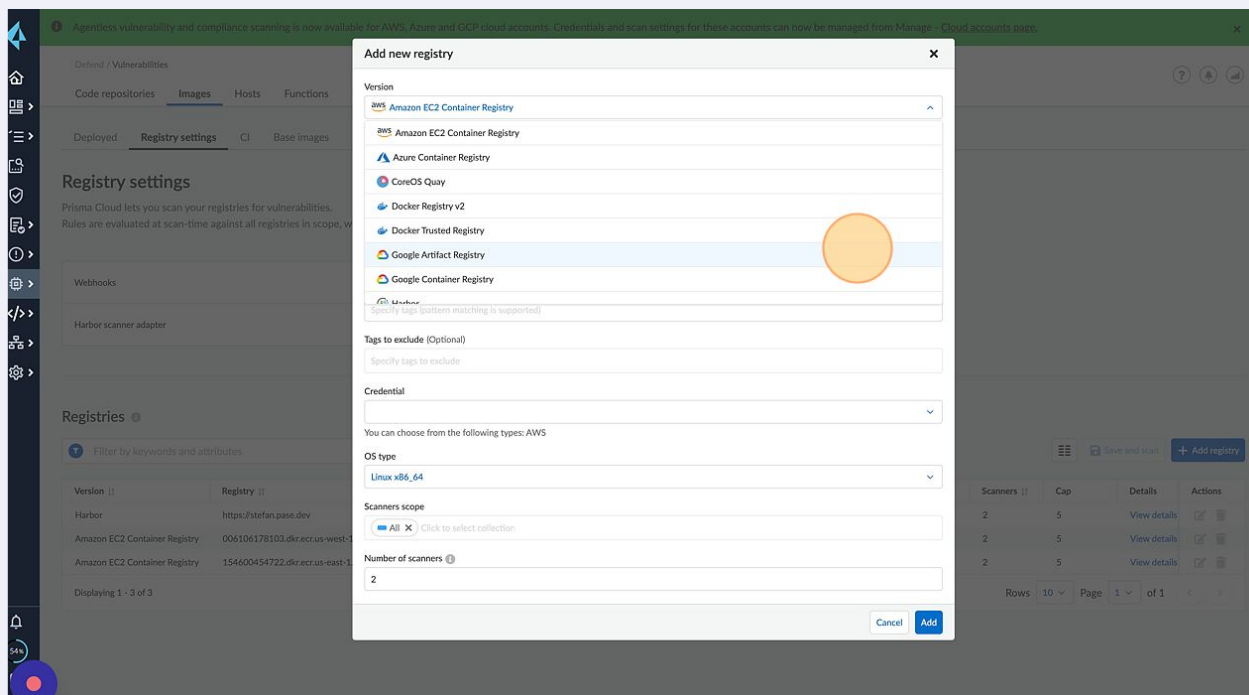 Agentless vulnerability and compliance scanning is now available for AWS, Azure and GCP cloud accounts. Credentials and scan settings for these accounts can now be managed from Manage - Cloud accounts page.
Add new registry
Defend / Vulnerabilities
Code repositories Images Hosts Functions
Deployed Registry settings CI Base images
Registry settings
Prisma Cloud lets you scan your registries for vulnerabilities.
Rules are evaluated at scan-time against all registries in scope, w
Webhooks
Harbor scanner adapter
Version
aws Amazon EC2 Container Registry
aws Amazon EC2 Container Registry
Azure Container Registry
CoreOS Quay
Docker Registry v2
Docker Trusted Registry
Google Artifact Registry
Google Container Registry
Harbor
Specify tags (pattern matching is supported)
Tags to exclude (Optional)
Specify tags to exclude
Credential
You can choose from the following types: AWS
OS type
Linux x86_64
Scanners scope
All Click to select collection
Number of scanners
2
Cancel Add
Registries
Filter by keywords and attributes
Save and scan + Add registry
Version Registry Scanners Cap Details Actions
Harbor https://stefan.pase.dev 2 5 View details
Amazon EC2 Container Registry 006106178103.dkr.ecr.us-west-1 2 5 View details
Amazon EC2 Container Registry 154600454722.dkr.ecr.us-east-1. 2 5 View details
Displaying 1 - 3 of 3 Rows 10 Page 1 of 1
54%